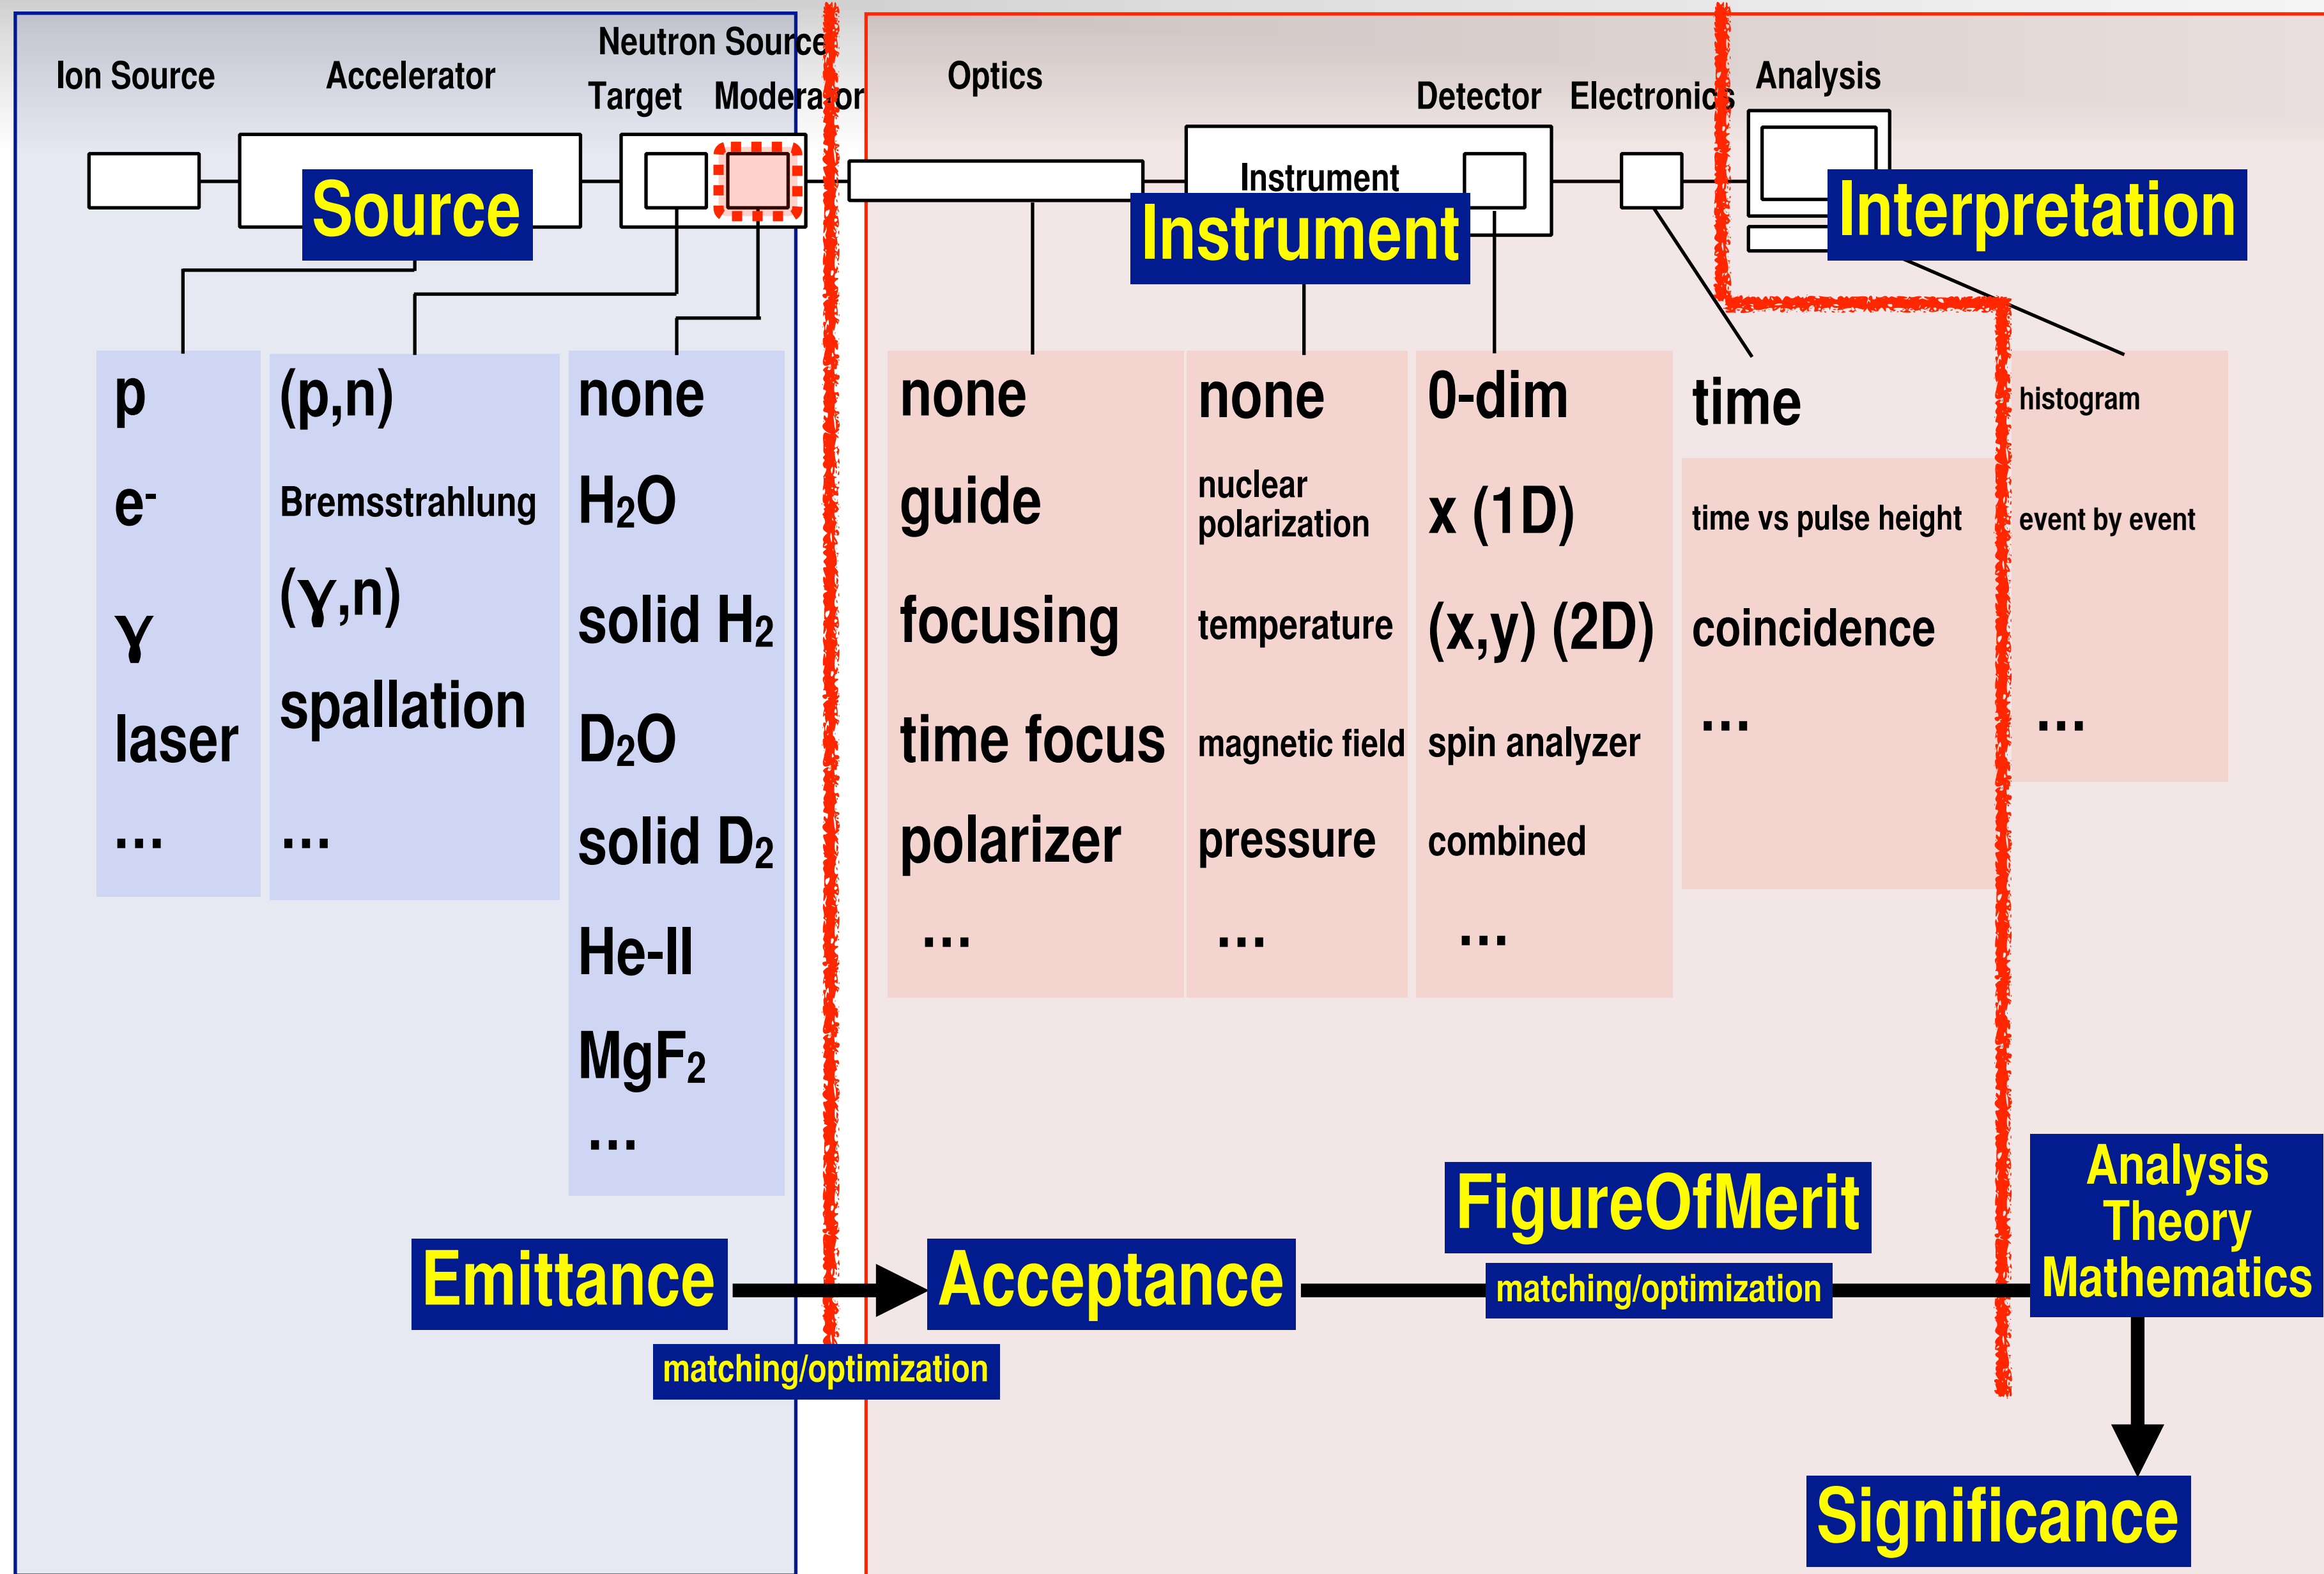 Neutron Source
Ion Source
Accelerator
Target
Moderator
Optics
Detector
Electronics
Analysis
Instrument
Source
Instrument
Interpretation
p
e-
γ
laser
...
(p,n)
Bremsstrahlung
(γ,n)
spallation
...
none
H₂O
solid H₂
D₂O
solid D₂
He-II
MgF₂
...
none
guide
focusing
time focus
polarizer
...
none
nuclear
polarization
temperature
magnetic field
pressure
...
0-dim
x (1D)
(x,y) (2D)
spin analyzer
combined
...
time
time vs pulse height
coincidence
...
histogram
event by event
...
Emittance
matching/optimization
Acceptance
FigureOfMerit
matching/optimization
Analysis
Theory
Mathematics
Significance